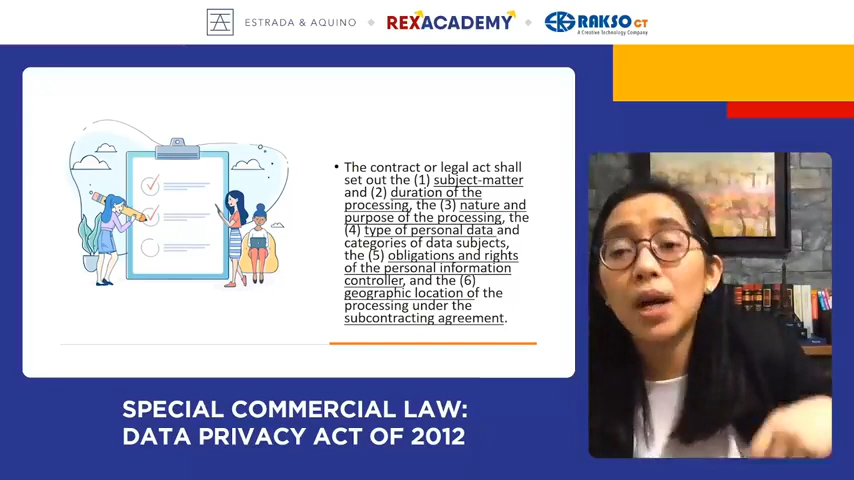 ESTRADA & AQUINO
REXACADEMY
RAKSO CT
A Creative Technology Company
• The contract or legal act shall
set out the (1) subject-matter
and (2) duration of the
processing, the (3) nature and
purpose of the processing, the
(4) type of personal data and
categories of data subjects,
the (5) obligations and rights
of the personal information
controller, and the (6)
geographic location of the
processing under the
subcontracting agreement.
SPECIAL COMMERCIAL LAW:
DATA PRIVACY ACT OF 2012